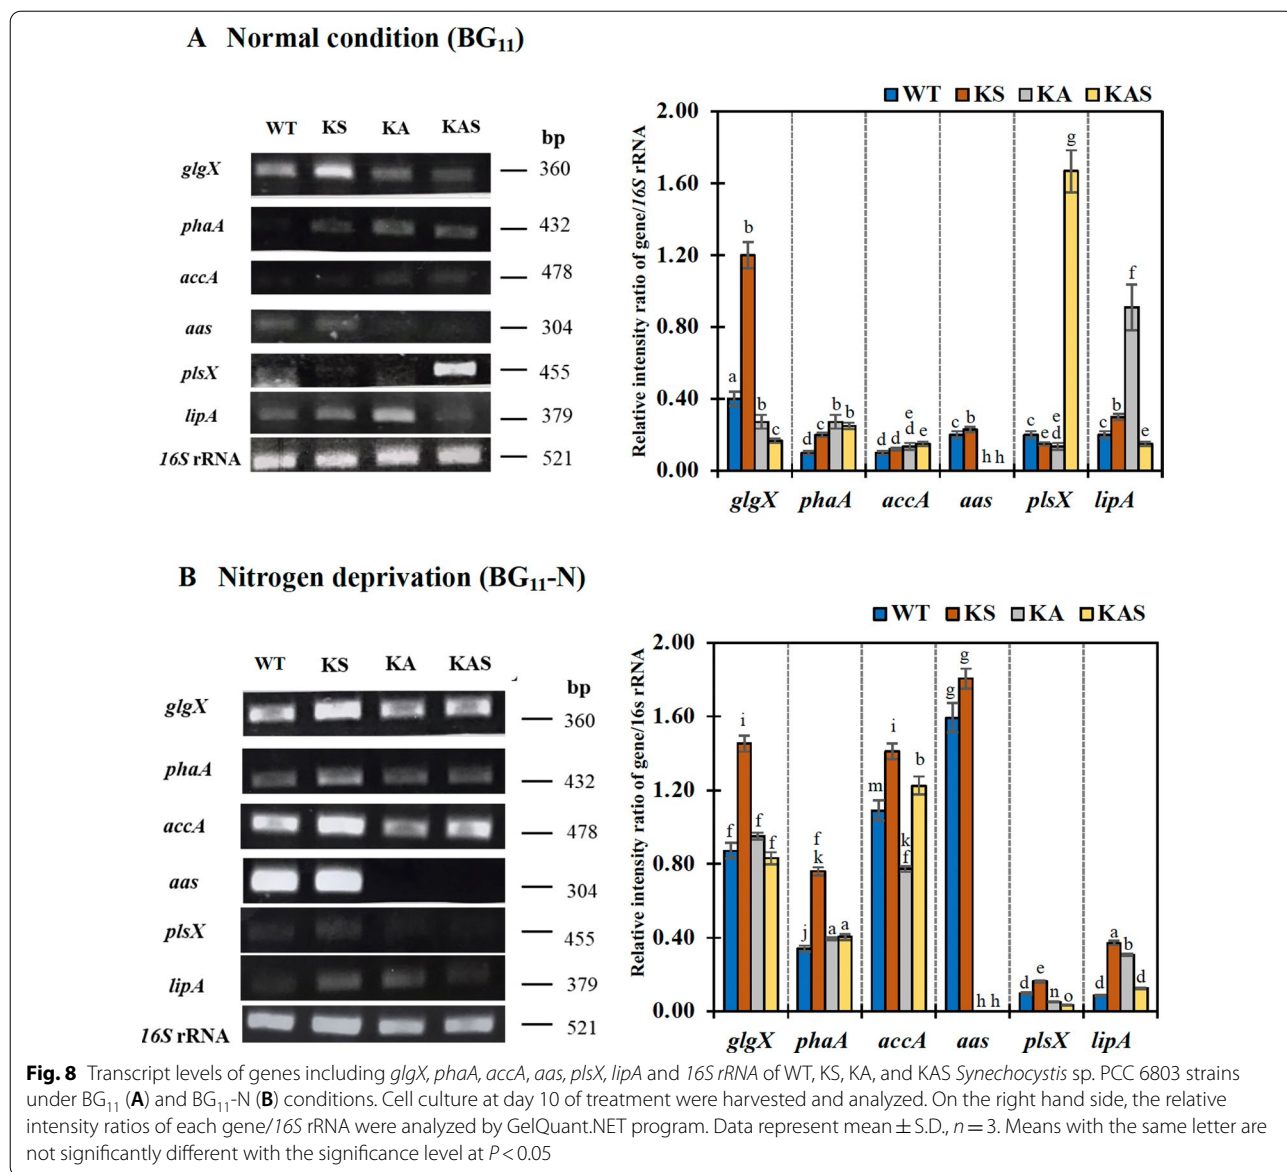 A Normal condition (BG11)
WT KS KA KAS
bp
glgX 360
phaA 432
accA 478
aas 304
plsX 455
lipA 379
16S rRNA 521
WT KS KA KAS
Relative intensity ratio of gene/16S rRNA
2.00
1.60
1.20
0.80
0.40
0.00
a b b c
d c b b
d d e d e
c b h h
c e e d g
c b f e
glgX phaA accA aas plsX lipA
B Nitrogen deprivation (BG11-N)
WT KS KA KAS
bp
glgX 360
phaA 432
accA 478
aas 304
plsX 455
lipA 379
16S rRNA 521
WT KS KA KAS
Relative intensity ratio of gene/16s rRNA
2.00
1.60
1.20
0.80
0.40
0.00
f i f f
j f k a a
m i k f b
g g h h
d e n o
d a b d
glgX phaA accA aas plsX lipA
Fig. 8 Transcript levels of genes including glgX, phaA, accA, aas, plsX, lipA and 16S rRNA of WT, KS, KA, and KAS Synechocystis sp. PCC 6803 strains
under BG11 (A) and BG11-N (B) conditions. Cell culture at day 10 of treatment were harvested and analyzed. On the right hand side, the relative
intensity ratios of each gene/16S rRNA were analyzed by GelQuant.NET program. Data represent mean ± S.D., n = 3. Means with the same letter are
not significantly different with the significance level at P < 0.05